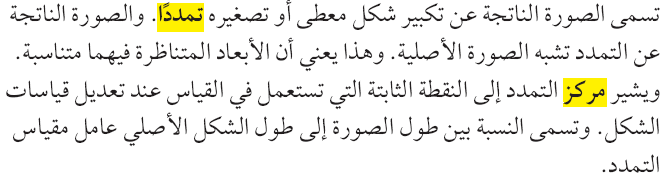 تسمى الصورة الناتجة عن تكبير شكل معطى أو تصغيره تمددًا. والصورة الناتجة
عن التمدد تشبه الصورة الأصلية. وهذا يعني أن الأبعاد المتناظرة فيهما متناسبة.
ويشير مركز التمدد إلى النقطة الثابتة التي تستعمل في القياس عند تعديل قياسات
الشكل. وتسمى النسبة بين طول الصورة إلى طول الشكل الأصلي عامل مقياس
التمدد.